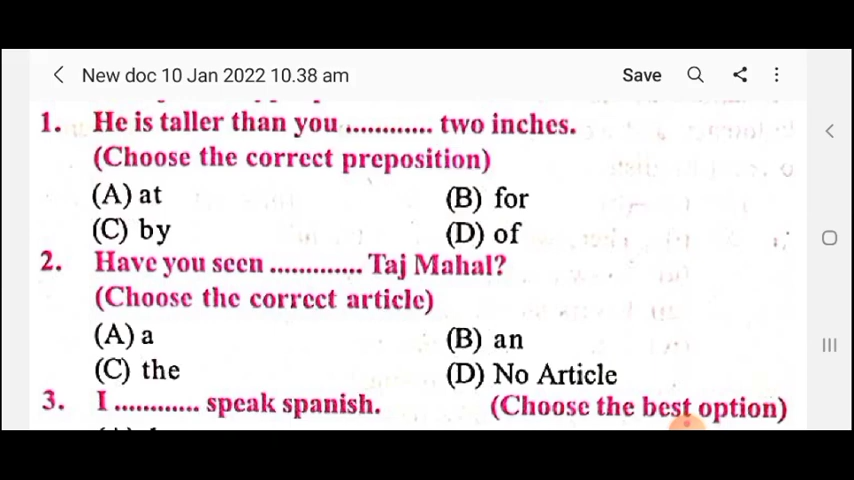 New doc 10 Jan 2022 10.38 am Save
1. He is taller than you ............ two inches.
(Choose the correct preposition)
(A) at (B) for
(C) by (D) of
2. Have you seen ............. Taj Mahal?
(Choose the correct article)
(A) a (B) an
(C) the (D) No Article
3. I ............ speak spanish. (Choose the best option)